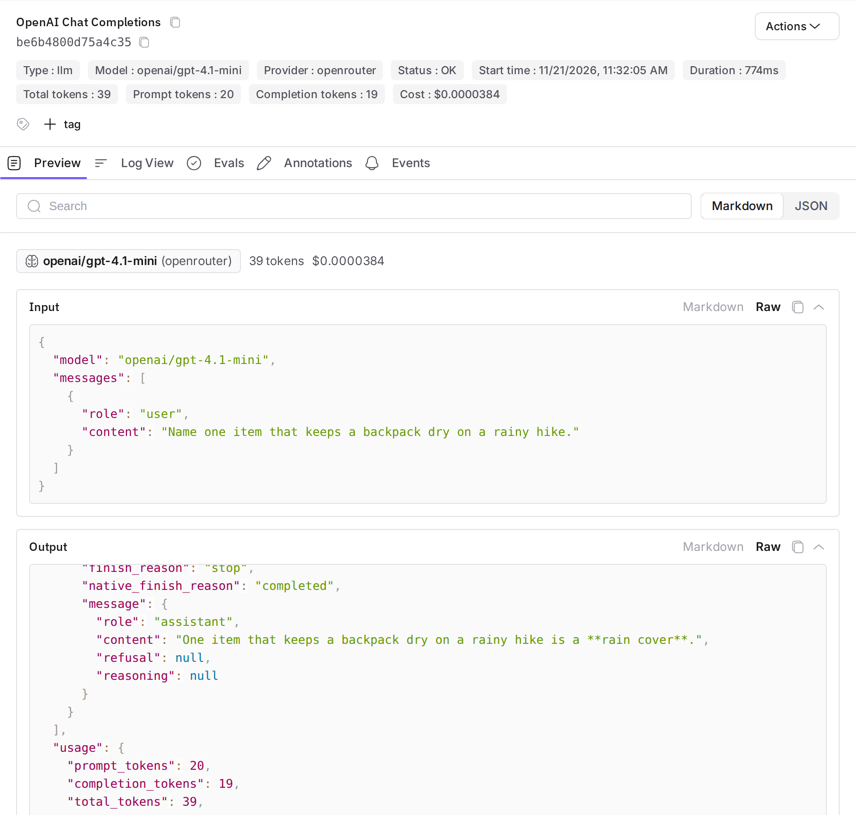 OpenAI Chat Completions
Actions
be6b4800d75a4c35
Type : llm
Model : openai/gpt-4.1-mini
Provider : openrouter
Status : OK
Start time : 11/21/2026, 11:32:05 AM
Duration : 774ms
Total tokens : 39
Prompt tokens : 20
Completion tokens : 19
Cost : $0.0000384
+ tag
Preview
Log View
Evals
Annotations
Events
Search
Markdown
JSON
openai/gpt-4.1-mini (openrouter) 39 tokens $0.0000384
Input
Markdown Raw
{
  "model": "openai/gpt-4.1-mini",
  "messages": [
    {
      "role": "user",
      "content": "Name one item that keeps a backpack dry on a rainy hike."
    }
  ]
}
Output
Markdown Raw
      "finish_reason": "stop",
      "native_finish_reason": "completed",
      "message": {
        "role": "assistant",
        "content": "One item that keeps a backpack dry on a rainy hike is a **rain cover**.",
        "refusal": null,
        "reasoning": null
      }
    }
  ],
  "usage": {
    "prompt_tokens": 20,
    "completion_tokens": 19,
    "total_tokens": 39,